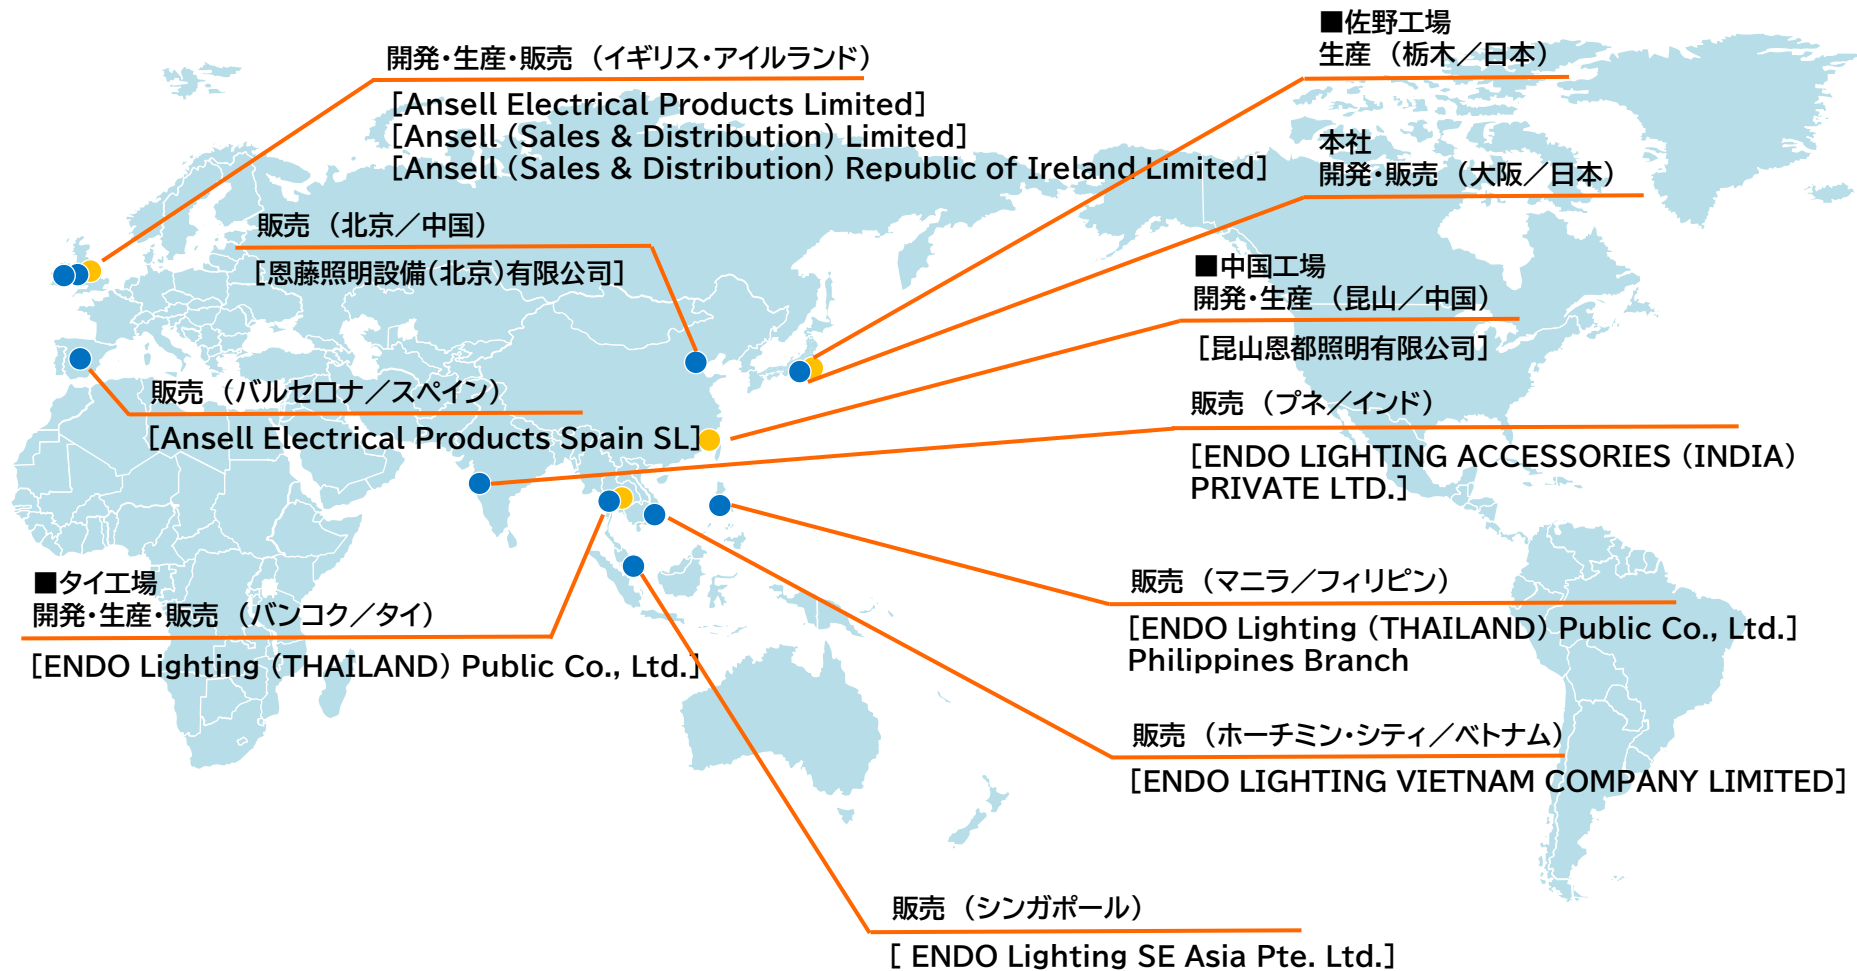 開発・生産・販売（イギリス・アイルランド）
[Ansell Electrical Products Limited]
[Ansell (Sales & Distribution) Limited]
[Ansell (Sales & Distribution) Republic of Ireland Limited]
販売（北京／中国）
[恩藤照明設備(北京)有限公司]
販売（バルセロナ／スペイン）
[Ansell Electrical Products Spain SL]
■タイ工場
開発・生産・販売（バンコク／タイ）
[ENDO Lighting (THAILAND) Public Co., Ltd.]
■佐野工場
生産（栃木／日本）
本社
開発・販売（大阪／日本）
■中国工場
開発・生産（昆山／中国）
[昆山恩都照明有限公司]
販売（プネ／インド）
[ENDO LIGHTING ACCESSORIES (INDIA)
PRIVATE LTD.]
販売（マニラ／フィリピン）
[ENDO Lighting (THAILAND) Public Co., Ltd.]
Philippines Branch
販売（ホーチミン・シティ／ベトナム）
[ENDO LIGHTING VIETNAM COMPANY LIMITED]
販売（シンガポール）
[ ENDO Lighting SE Asia Pte. Ltd.]